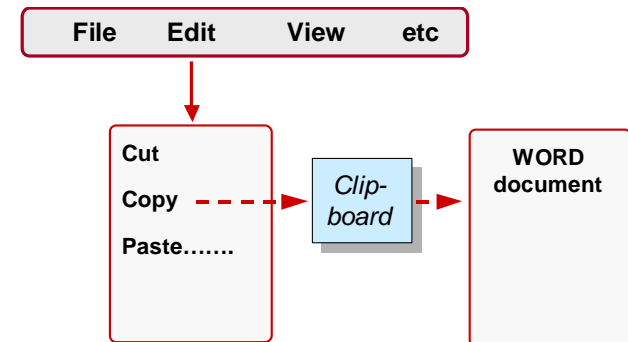 File Edit View etc
Cut
Copy
Paste.......
Clip-
board
WORD
document